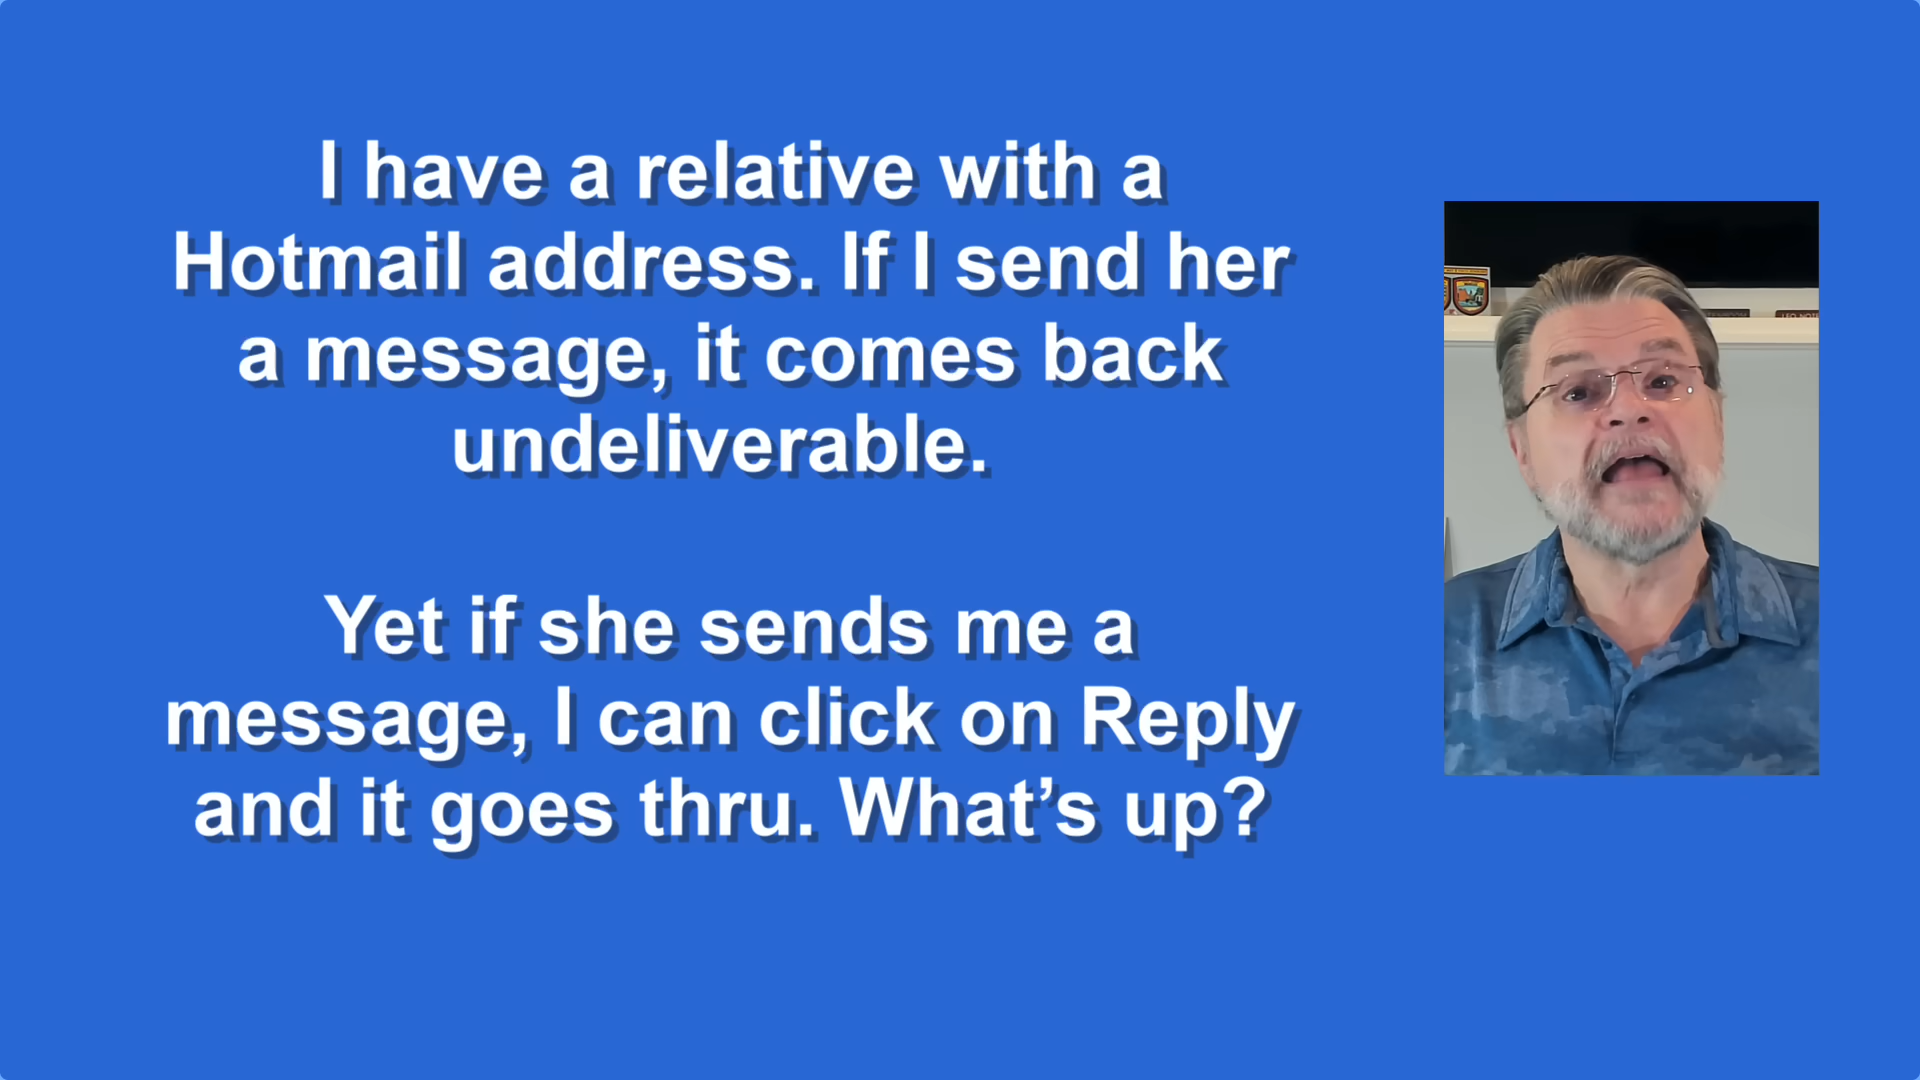 I have a relative with a
Hotmail address. If I send her
a message, it comes back
undeliverable.
Yet if she sends me a
message, I can click on Reply
and it goes thru. What’s up?